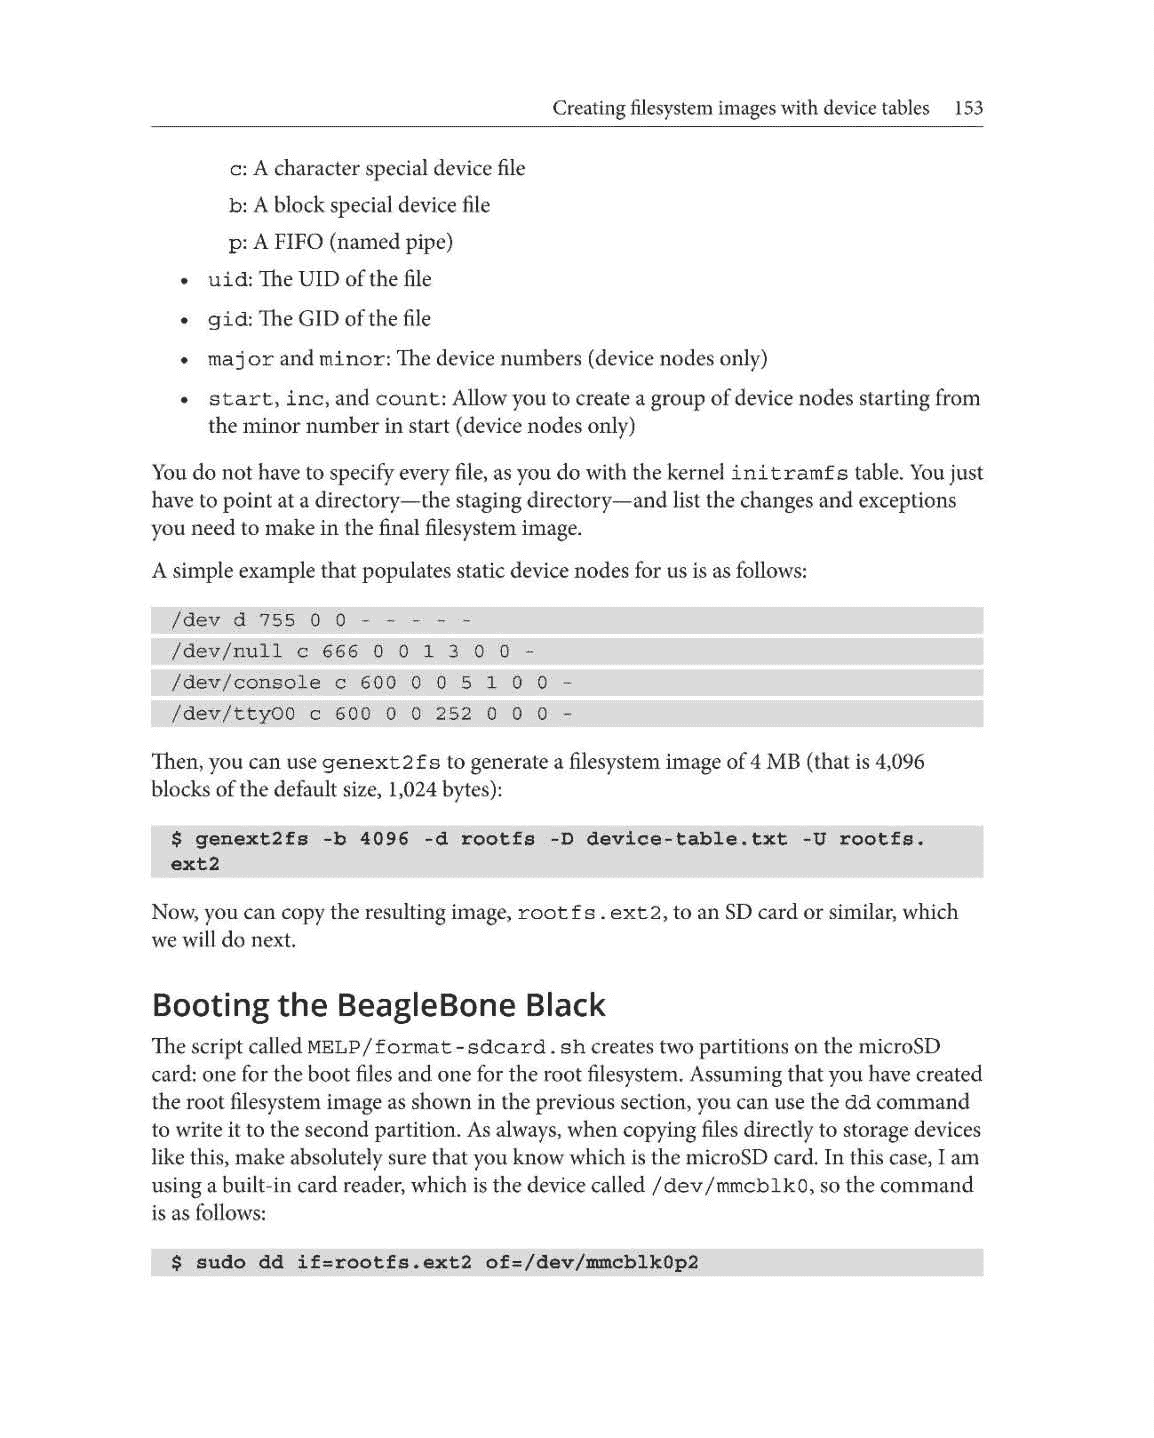 Creating filesystem images with device tables 153
c: A character special device file
b: A block special device file
p: A FIFO (named pipe)
• uid: The UID of the file
• gid: The GID of the file
• major and minor: The device numbers (device nodes only)
• start, inc, and count: Allow you to create a group of device nodes starting from
the minor number in start (device nodes only)
You do not have to specify every file, as you do with the kernel initramfs table. You just
have to point at a directory—the staging directory—and list the changes and exceptions
you need to make in the final filesystem image.
A simple example that populates static device nodes for us is as follows:
/dev d 755 0 0 - - - - -
/dev/null c 666 0 0 1 3 0 0 -
/dev/console c 600 0 0 5 1 0 0 -
/dev/ttyO0 c 600 0 0 252 0 0 0 -
Then, you can use genext2fs to generate a filesystem image of 4 MB (that is 4,096
blocks of the default size, 1,024 bytes):
$ genext2fs -b 4096 -d rootfs -D device-table.txt -U rootfs.
ext2
Now, you can copy the resulting image, rootfs.ext2, to an SD card or similar, which
we will do next.
Booting the BeagleBone Black
The script called MELP/format-sdcard.sh creates two partitions on the microSD
card: one for the boot files and one for the root filesystem. Assuming that you have created
the root filesystem image as shown in the previous section, you can use the dd command
to write it to the second partition. As always, when copying files directly to storage devices
like this, make absolutely sure that you know which is the microSD card. In this case, I am
using a built-in card reader, which is the device called /dev/mmcblk0, so the command
is as follows:
$ sudo dd if=rootfs.ext2 of=/dev/mmcblk0p2